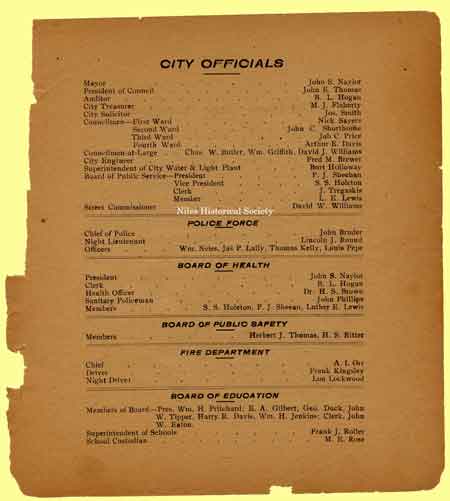 CITY OFFICIALS
Mayor John S. Naylor
President of Council John E. Thomas
Auditor R. L. Hogan
City Treasurer M. J. Flaherty
City Solicitor Jos. Smith
Councilmen—First Ward Nick Sayers
Second Ward John C. Shorthouse
Third Ward Job C. Price
Fourth Ward Arthur R. Davis
Councilmen-at-Large Chas. W. Butler, Wm. Griffith, David J. Williams
City Engineer Fred M. Brewer
Superintendent of City Water & Light Plant Burt Holloway
Board of Public Service—President P. J. Sheehan
Vice President S. S. Holston
Clerk J. Tregaskis
Member L. E. Lewis
Street Commissioner David W. Williams
Niles Historical Society
POLICE FORCE
Chief of Police John Bruder
Night Lieutenant Lincoln J. Round
Officers Wm. Neiss, Jas P. Lally, Thomas Kelly, Louis Pepe
BOARD OF HEALTH
President John S. Naylor
Clerk R. L. Hogan
Health Officer Dr. H. S. Brown
Sanitary Policeman John Phillips
Members S. S. Holston, P. J. Sheean, Luther E. Lewis
BOARD OF PUBLIC SAFETY
Members Herbert J. Thomas, H. S. Ritter
FIRE DEPARTMENT
Chief A. I. Orr
Driver Frank Kingsley
Night Driver Lon Lockwood
BOARD OF EDUCATION
Members of Board—Pres. Wm. H. Pritchard; R. A. Gilbert, Geo. Duck, John
W. Tipper, Harry R. Davis, Wm. H. Jenkins; Clerk, John
W. Eaton.
Superintendent of Schools Frank J. Roller
School Custodian M. E. Rose